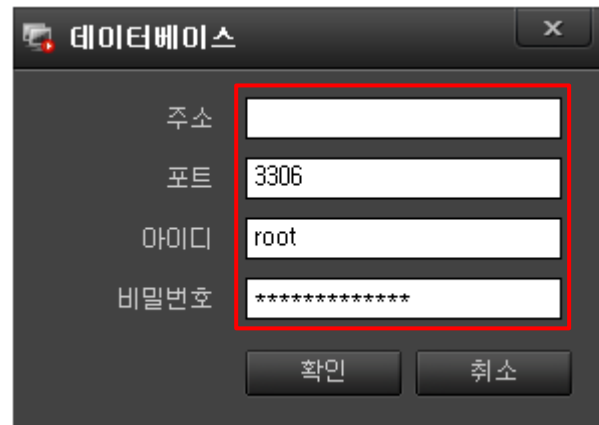 데이터베이스 x
주소
포트 3306
아이디 root
비밀번호 *************
확인 취소